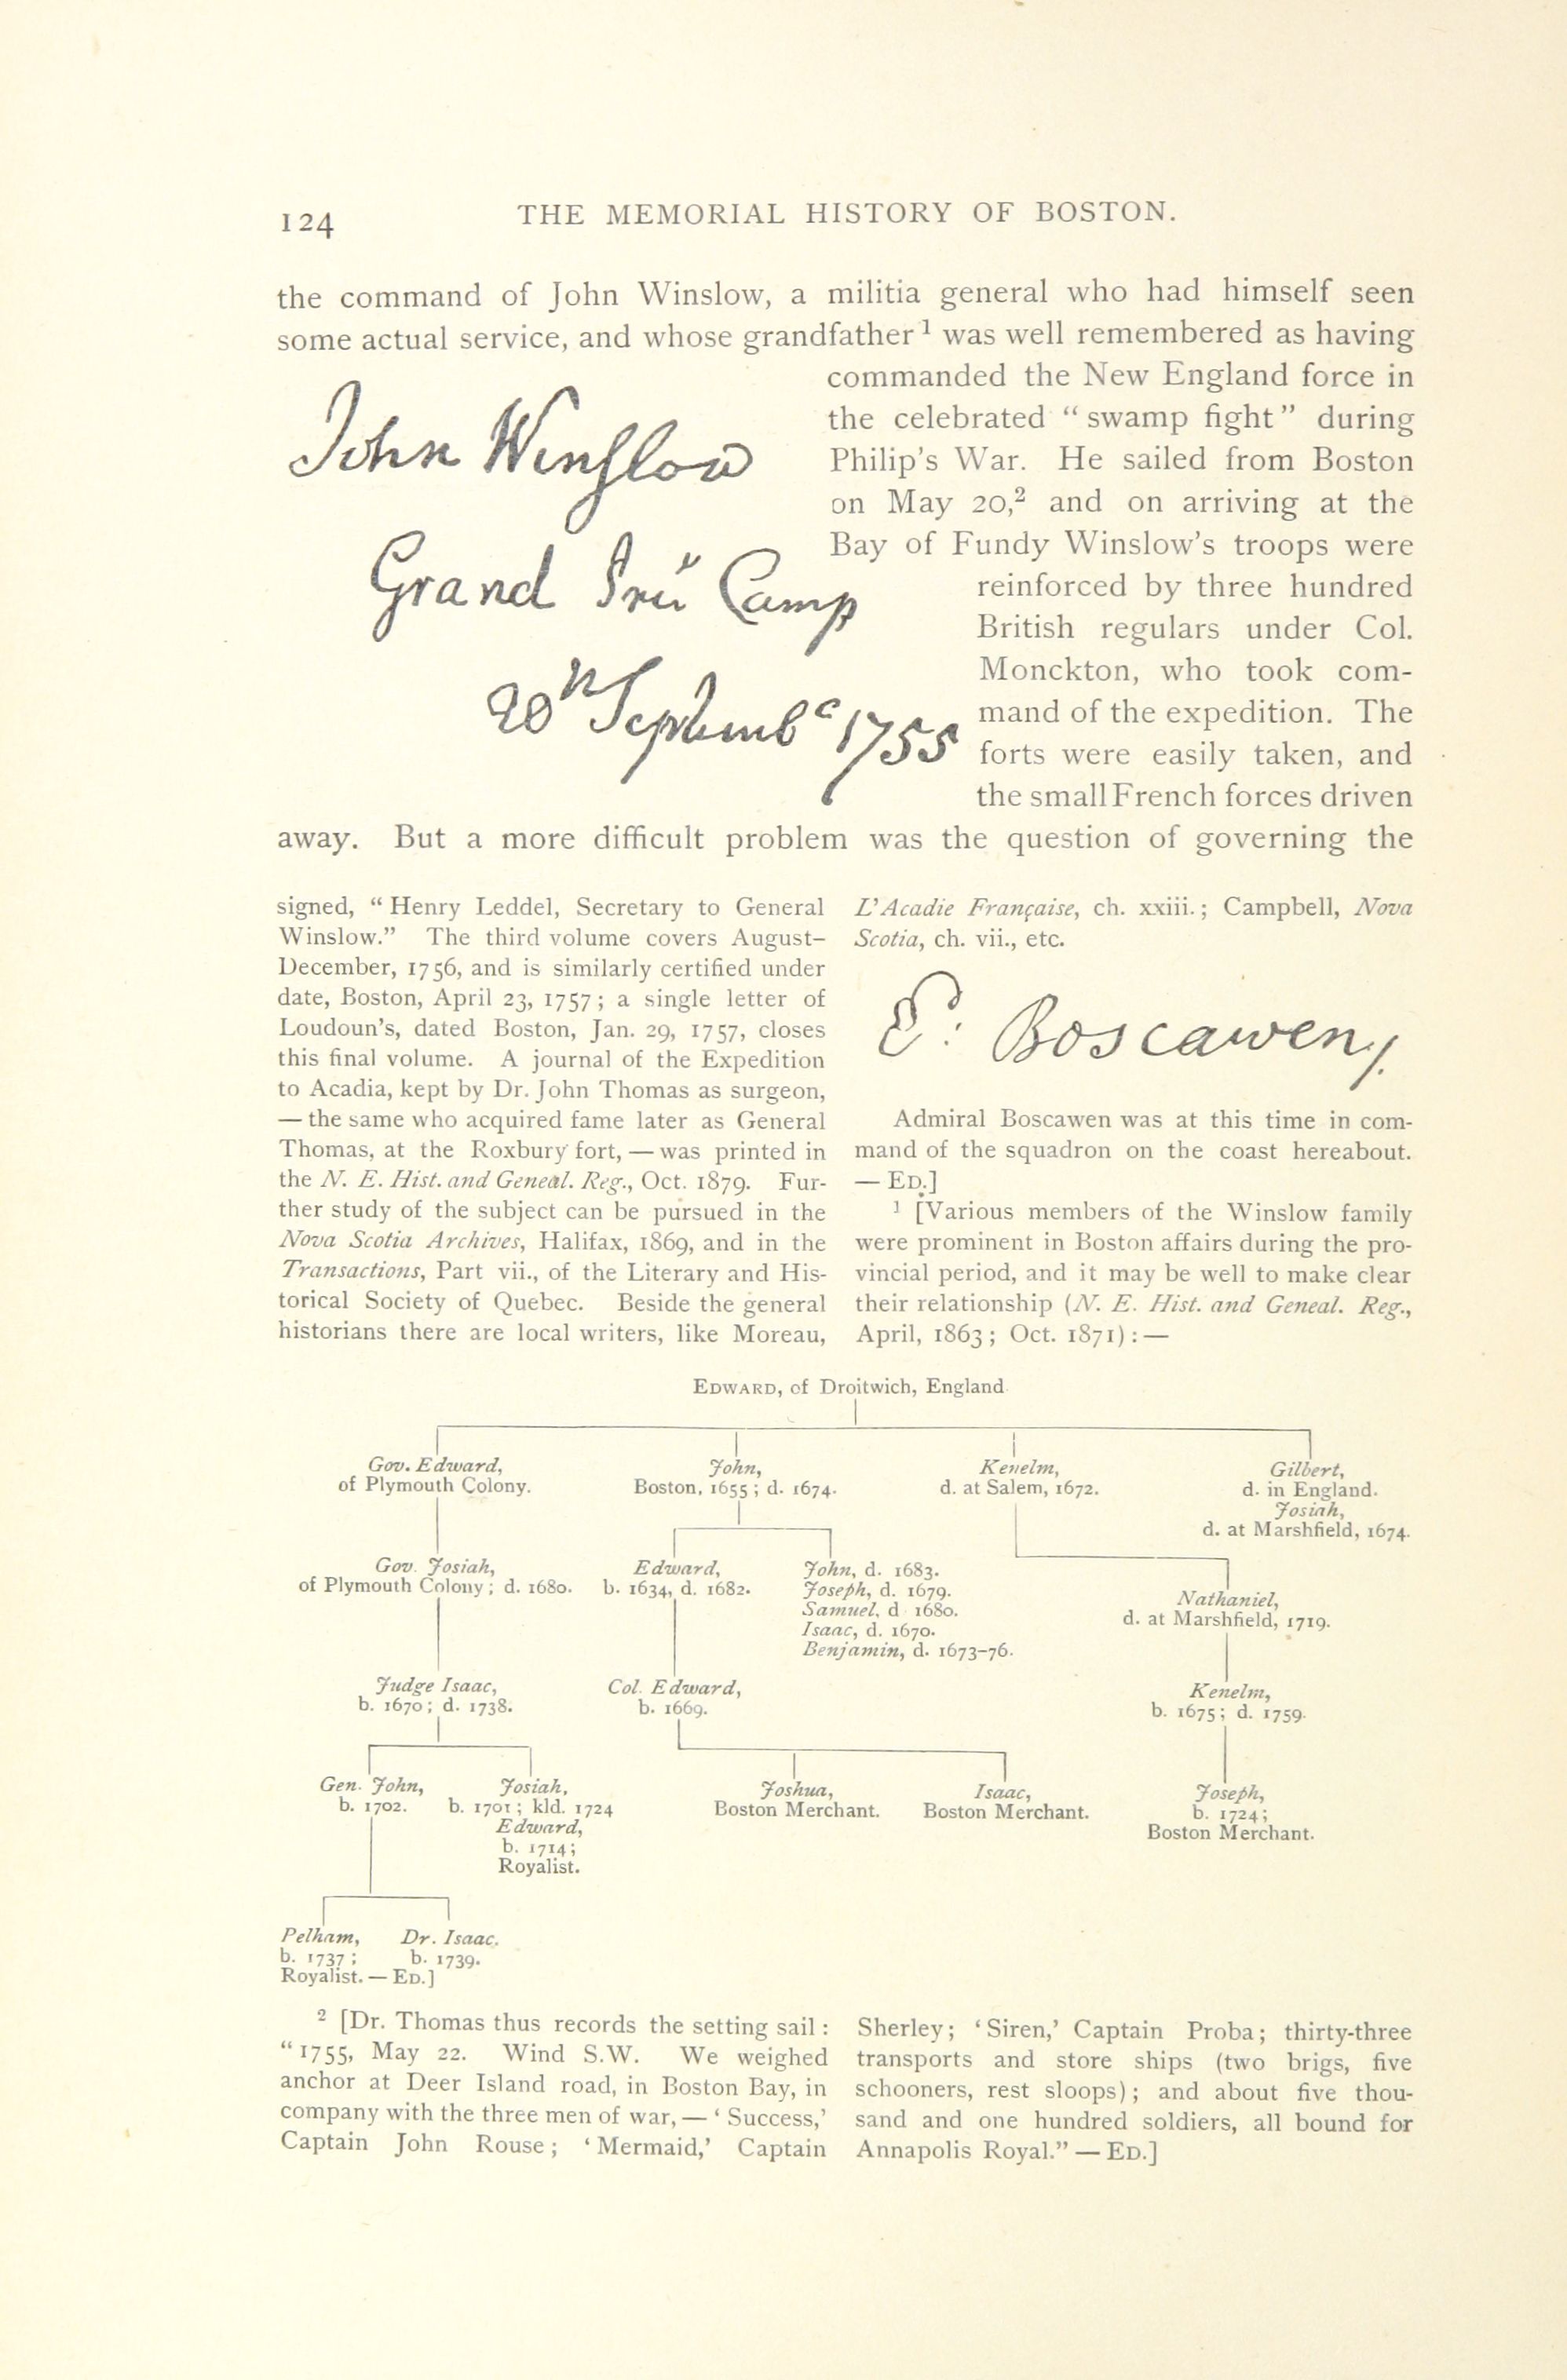 124
THE MEMORIAL HISTORY OF BOSTON.
the command of John Winslow, a militia general who had himself seen
some actual service, and whose grandfather 1 was well remembered as having
commanded the New England force in
the celebrated “ swamp fight ” during
Philip's War. He sailed from Boston
on May 20,2 and on arriving at the
Bay of Fundy Winslow's troops were
reinforced by three hundred
British regulars under Col.
Monckton, who took com-
mand of the expedition. The
forts were easily taken, and
the small French forces driven
away. But a more difficult problem was the question of governing the
John Winslow
Grand Camp
1755
signed, “ Henry Leddel, Secretary to General
Winslow.” The third volume covers August–
December, 1756, and is similarly certified under
date, Boston, April 23, 1757; a single letter of
Loudoun's, dated Boston, Jan. 29, 1757, closes
this final volume. A journal of the Expedition
to Acadia, kept by Dr. John Thomas as surgeon,
— the same who acquired fame later as General
Thomas, at the Roxbury fort, — was printed in
the N. E. Hist. and Geneal. Reg., Oct. 1879. Fur-
ther study of the subject can be pursued in the
Nova Scotia Archives, Halifax, 1869, and in the
Transactions, Part vii., of the Literary and His-
torical Society of Quebec. Beside the general
historians there are local writers, like Moreau,
L'Acadie Française, ch. xxiii.; Campbell, Nova
Scotia, ch. vii., etc.
E: Boscawen
Admiral Boscawen was at this time in com-
mand of the squadron on the coast hereabout.
— ED.]
1 [Various members of the Winslow family
were prominent in Boston affairs during the pro-
vincial period, and it may be well to make clear
their relationship (N. E. Hist. and Geneal. Reg.,
April, 1863; Oct. 1871): —
EDWARD, of Droitwich, England
Gov. Edward,
of Plymouth Colony.
John,
Boston, 1655; d. 1674.
Kenelm,
d. at Salem, 1672.
Gilbert,
d. in England.
Josiah,
d. at Marshfield, 1674.
Gov. Josiah,
of Plymouth Colony; d. 1680.
Edward,
b. 1634, d. 1682.
John, d. 1683.
Joseph, d. 1679.
Samuel, d 1680.
Isaac, d. 1670.
Benjamin, d. 1673–76.
Nathaniel,
d. at Marshfield, 1719.
Judge Isaac,
b. 1670; d. 1738.
Col. Edward,
b. 1669.
Kenelm,
b. 1675; d. 1759.
Gen. John,
b. 1702.
Josiah,
b. 1701; kld. 1724
Edward,
b. 1714;
Royalist.
Joshua,
Boston Merchant.
Isaac,
Boston Merchant.
Joseph,
b. 1724;
Boston Merchant.
Pelham,
b. 1737;
Royalist. — ED.]
Dr. Isaac.
b. 1739.
2 [Dr. Thomas thus records the setting sail:
“1755, May 22. Wind S.W. We weighed
anchor at Deer Island road, in Boston Bay, in
company with the three men of war, — ‘ Success,’
Captain John Rouse; ‘ Mermaid,’ Captain
Sherley; ‘ Siren,’ Captain Proba; thirty-three
transports and store ships (two brigs, five
schooners, rest sloops); and about five thou-
sand and one hundred soldiers, all bound for
Annapolis Royal.” — ED.]